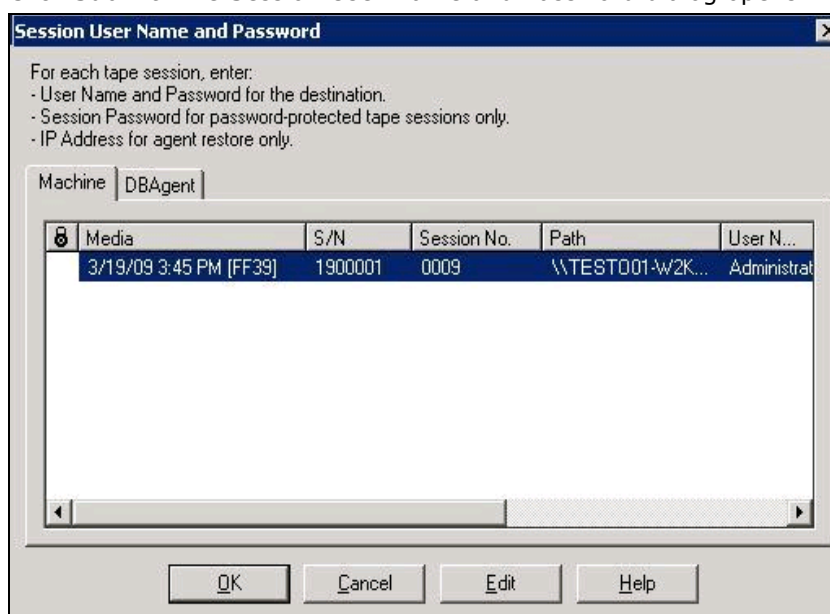 Session User Name and Password
For each tape session, enter:
- User Name and Password for the destination.
- Session Password for password-protected tape sessions only.
- IP Address for agent restore only.
Machine DBAgent
Media S/N Session No. Path User N...
3/19/09 3:45 PM [FF39] 1900001 0009 \\TEST001-W2K... Administrat
OK Cancel Edit Help